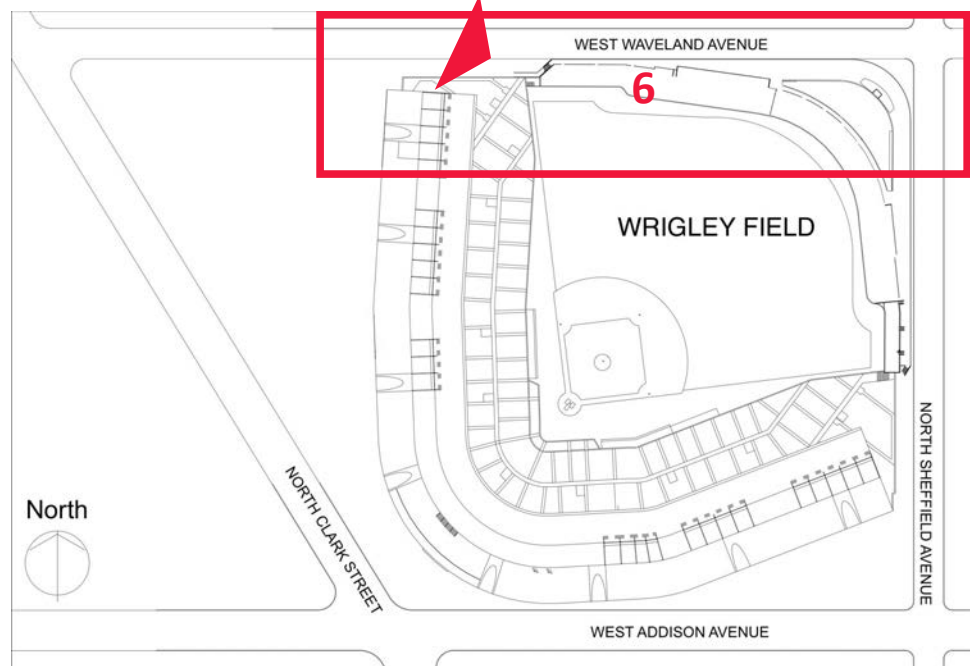 WEST WAVELAND AVENUE
6
WRIGLEY FIELD
NORTH SHEFFIELD AVENUE
NORTH CLARK STREET
North
WEST ADDISON AVENUE